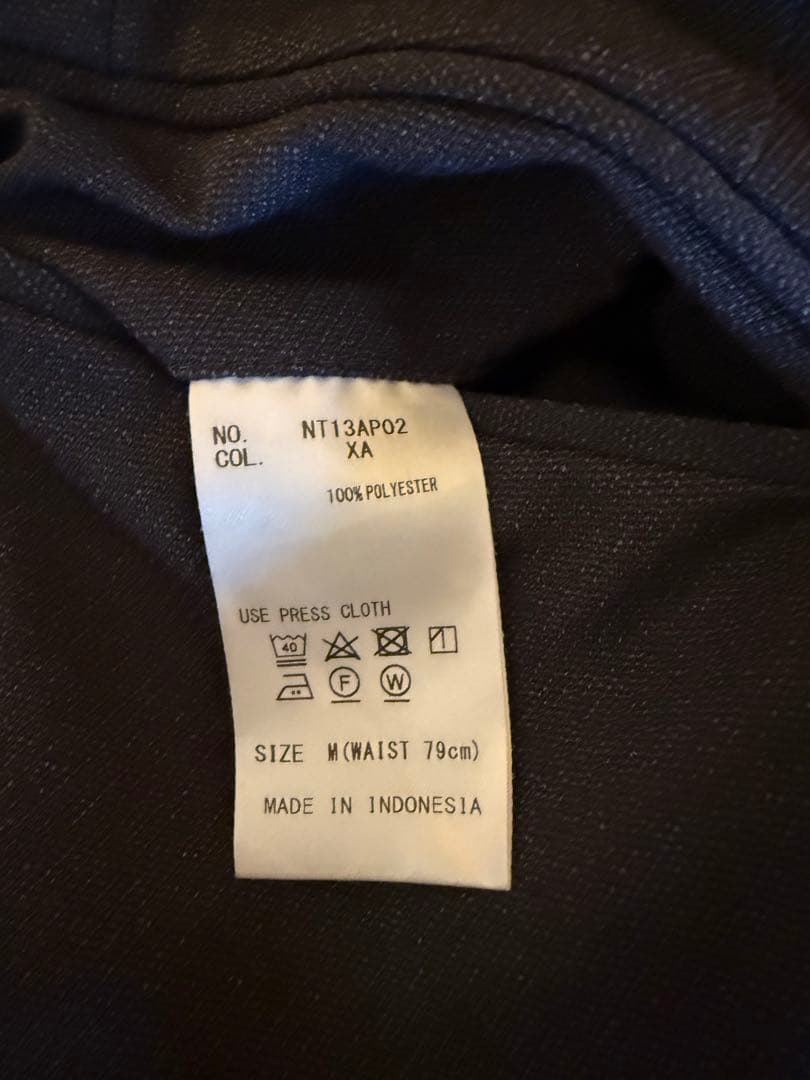 NO. NT13AP02
COL. XA
100% POLYESTER
USE PRESS CLOTH
40
F W
SIZE M(WAIST 79cm)
MADE IN INDONESIA